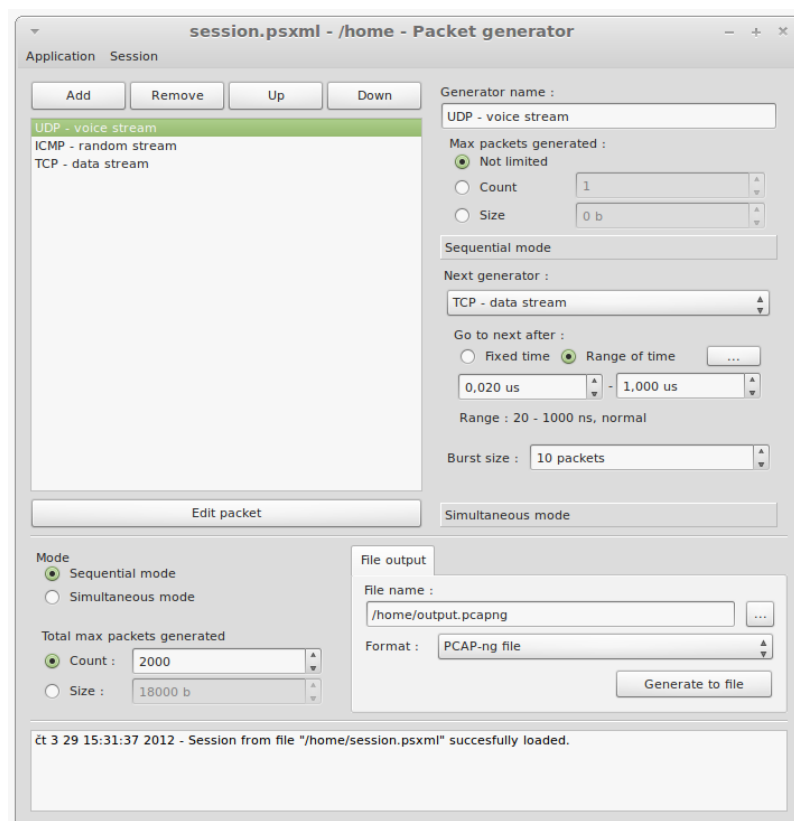 session.psxml - /home - Packet generator
Application Session
Add Remove Up Down
UDP - voice stream
ICMP - random stream
TCP - data stream
Edit packet
Generator name :
UDP - voice stream
Max packets generated :
Not limited
Count 1
Size 0 b
Sequential mode
Next generator :
TCP - data stream
Go to next after :
Fixed time Range of time ...
0,020 us - 1,000 us
Range : 20 - 1000 ns, normal
Burst size : 10 packets
Simultaneous mode
Mode
Sequential mode
Simultaneous mode
Total max packets generated
Count : 2000
Size : 18000 b
File output
File name :
/home/output.pcapng ...
Format : PCAP-ng file
Generate to file
čt 3 29 15:31:37 2012 - Session from file "/home/session.psxml" succesfully loaded.